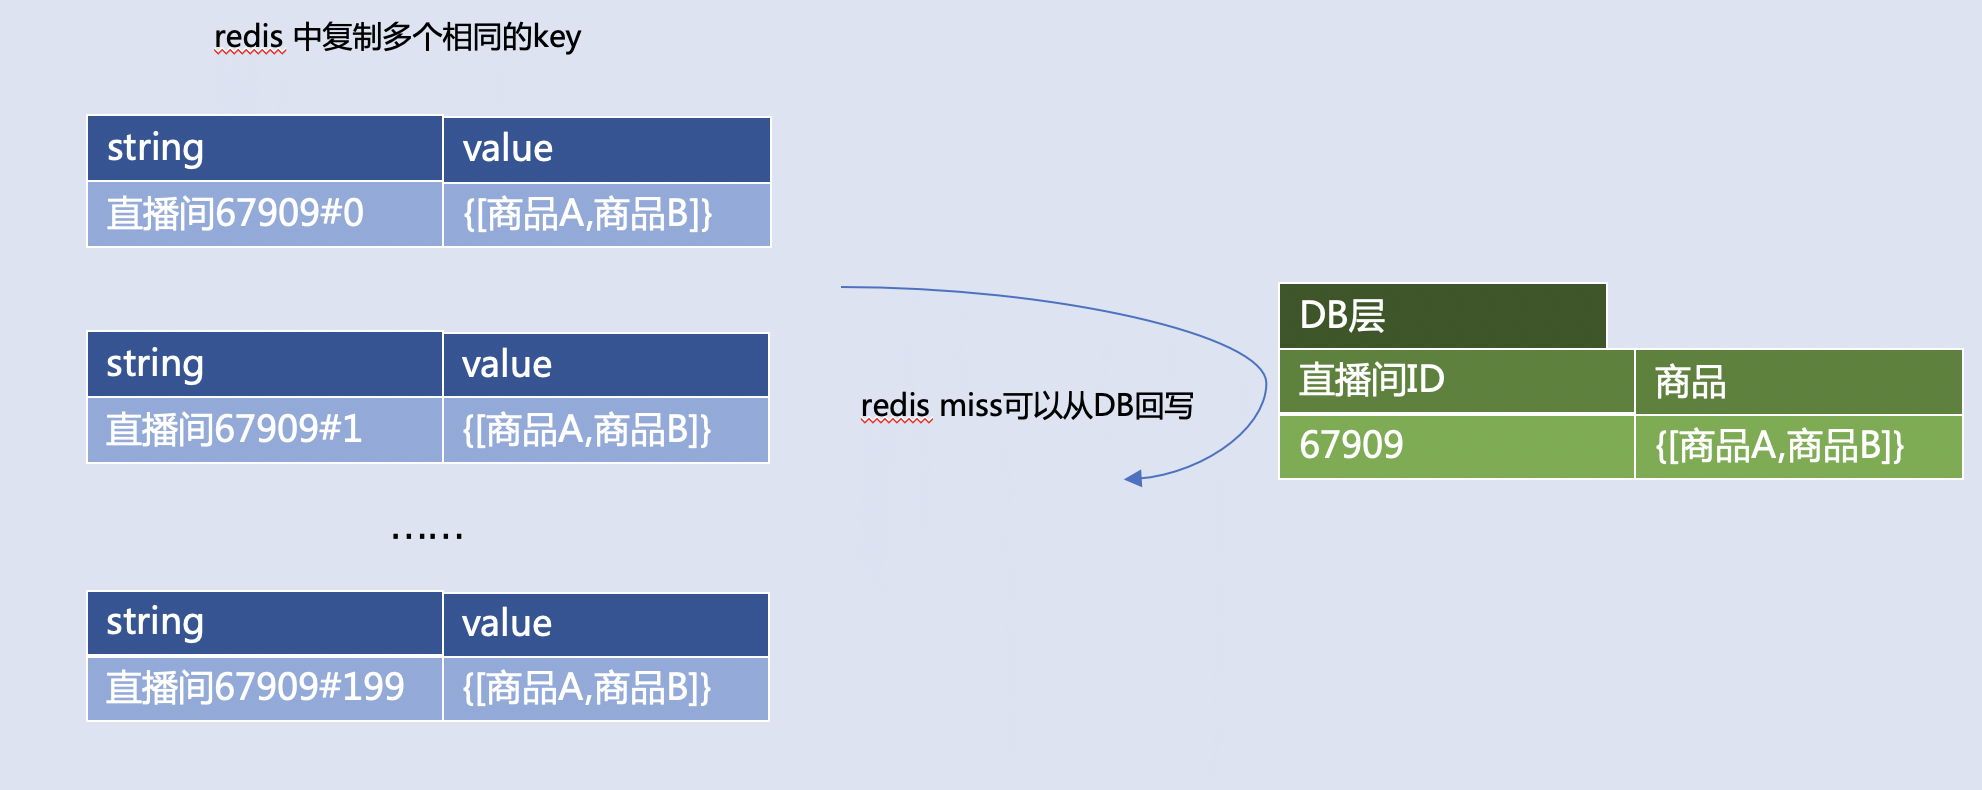 redis 中复制多个相同的key
string value
直播间67909#0 {[商品A,商品B]}
string value
直播间67909#1 {[商品A,商品B]}
……
string value
直播间67909#199 {[商品A,商品B]}
redis miss可以从DB回写
DB层
直播间ID 商品
67909 {[商品A,商品B]}